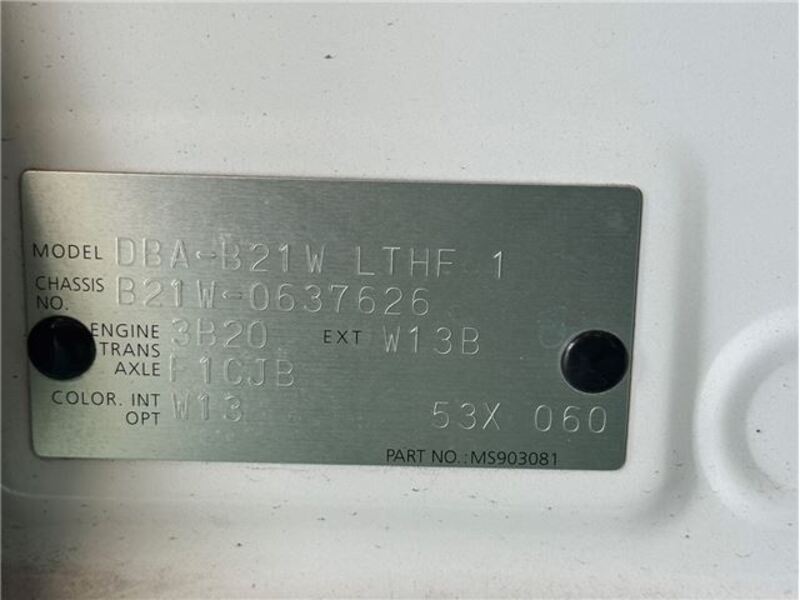 MODEL DBA-B21W LTHF 1
CHASSIS NO. B21W-0637626
ENGINE 3B20 EXT W13B
TRANS AXLE F1CJB
COLOR. INT W13
OPT 53X 060
PART NO.:MS903081